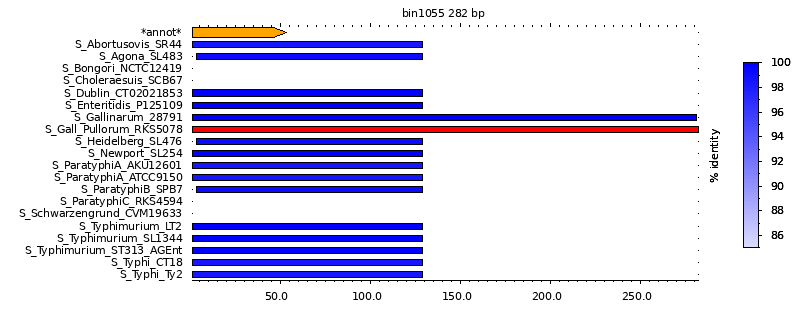 bin1055 282 bp
*annot*
S_Abortusovis_SR44
S_Agona_SL483
S_Bongori_NCTC12419
S_Choleraesuis_SCB67
S_Dublin_CT02021853
S_Enteritidis_P125109
S_Gallinarum_28791
S_Gall_Pullorum_RKS5078
S_Heidelberg_SL476
S_Newport_SL254
S_ParatyphiA_AKU12601
S_ParatyphiA_ATCC9150
S_ParatyphiB_SPB7
S_ParatyphiC_RKS4594
S_Schwarzengrund_CVM19633
S_Typhimurium_LT2
S_Typhimurium_SL1344
S_Typhimurium_ST313_AGEnt
S_Typhi_CT18
S_Typhi_Ty2
50.0 100.0 150.0 200.0 250.0
% identity
100
98
96
94
92
90
88
86